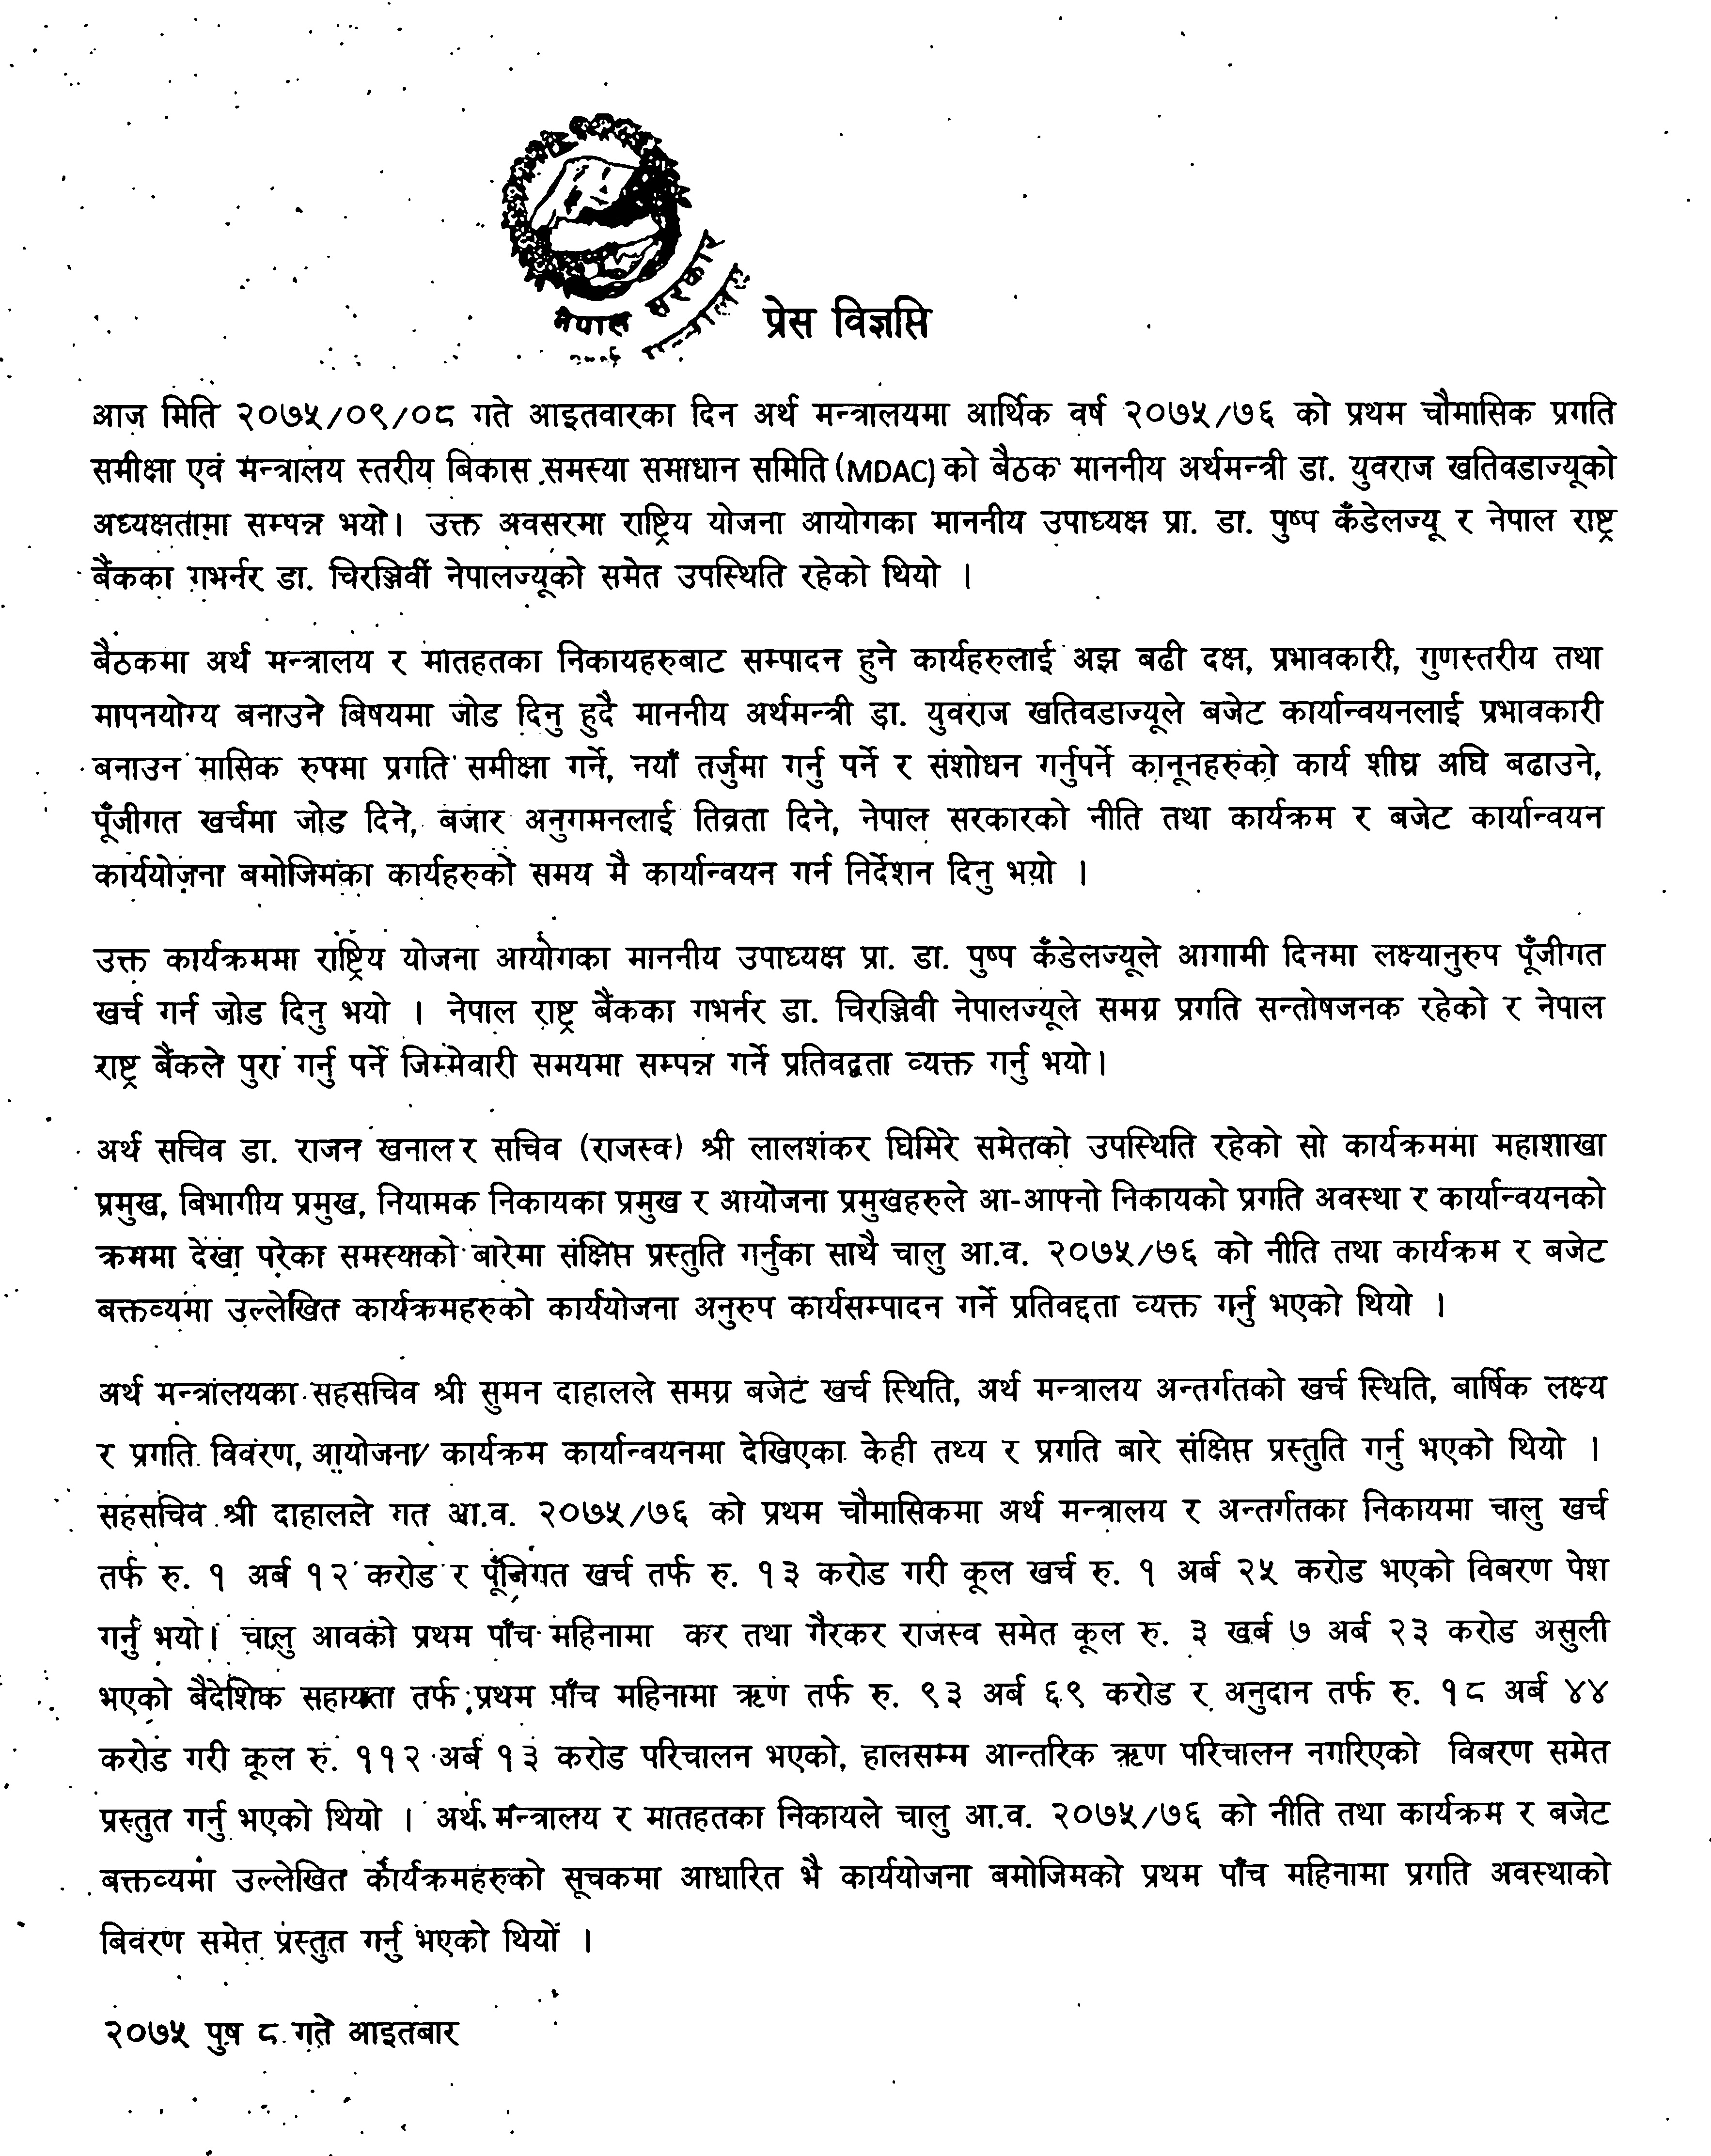 नेपाल सरकार
प्रेस विज्ञप्ति
आज मिति २०७५/०९/०८ गते आइतवारका दिन अर्थ मन्त्रालयमा आर्थिक वर्ष २०७५/७६ को प्रथम चौमासिक प्रगति
समीक्षा एवं मन्त्रालय स्तरीय बिकास समस्या समाधान समिति (MDAC) को बैठक माननीय अर्थमन्त्री डा. युवराज खतिवडाज्यूको
अध्यक्षतामा सम्पन्न भयो। उक्त अवसरमा राष्ट्रिय योजना आयोगका माननीय उपाध्यक्ष प्रा. डा. पुष्प कँडेलज्यू र नेपाल राष्ट्र
बैंकका गभर्नर डा. चिरञ्जिवी नेपालज्यूको समेत उपस्थिति रहेको थियो ।
बैठकमा अर्थ मन्त्रालय र मातहतका निकायहरुबाट सम्पादन हुने कार्यहरुलाई अझ बढी दक्ष, प्रभावकारी, गुणस्तरीय तथा
मापनयोग्य बनाउने बिषयमा जोड दिनु हुदै माननीय अर्थमन्त्री डा. युवराज खतिवडाज्यूले बजेट कार्यान्वयनलाई प्रभावकारी
बनाउन मासिक रुपमा प्रगति समीक्षा गर्ने, नयाँ तर्जुमा गर्नु पर्ने र संशोधन गर्नुपर्ने कानूनहरुको कार्य शीघ्र अघि बढाउने,
पूँजीगत खर्चमा जोड दिने, बजार अनुगमनलाई तिव्रता दिने, नेपाल सरकारको नीति तथा कार्यक्रम र बजेट कार्यान्वयन
कार्ययोजना बमोजिमका कार्यहरुको समय मै कार्यान्वयन गर्न निर्देशन दिनु भयो ।
उक्त कार्यक्रममा राष्ट्रिय योजना आयोगका माननीय उपाध्यक्ष प्रा. डा. पुष्प कँडेलज्यूले आगामी दिनमा लक्ष्यानुरुप पूँजीगत
खर्च गर्न जोड दिनु भयो । नेपाल राष्ट्र बैंकका गभर्नर डा. चिरञ्जिवी नेपालज्यूले समग्र प्रगति सन्तोषजनक रहेको र नेपाल
राष्ट्र बैंकले पुरा गर्नु पर्ने जिम्मेवारी समयमा सम्पन्न गर्ने प्रतिवद्धता व्यक्त गर्नु भयो।
अर्थ सचिव डा. राजन खनाल र सचिव (राजस्व) श्री लालशंकर घिमिरे समेतको उपस्थिति रहेको सो कार्यक्रममा महाशाखा
प्रमुख, बिभागीय प्रमुख, नियामक निकायका प्रमुख र आयोजना प्रमुखहरुले आ-आफ्नो निकायको प्रगति अवस्था र कार्यान्वयनको
क्रममा देखा परेका समस्याको बारेमा संक्षिप्त प्रस्तुति गर्नुका साथै चालु आ.व. २०७५/७६ को नीति तथा कार्यक्रम र बजेट
बक्तव्यमा उल्लेखित कार्यक्रमहरुको कार्ययोजना अनुरुप कार्यसम्पादन गर्ने प्रतिवद्दता व्यक्त गर्नु भएको थियो ।
अर्थ मन्त्रालयका सहसचिव श्री सुमन दाहालले समग्र बजेट खर्च स्थिति, अर्थ मन्त्रालय अन्तर्गतको खर्च स्थिति, बार्षिक लक्ष्य
र प्रगति विवरण, आयोजना/ कार्यक्रम कार्यान्वयनमा देखिएका केही तथ्य र प्रगति बारे संक्षिप्त प्रस्तुति गर्नु भएको थियो ।
सहसचिव श्री दाहालले गत आ.व. २०७५/७६ को प्रथम चौमासिकमा अर्थ मन्त्रालय र अन्तर्गतका निकायमा चालु खर्च
तर्फ रु. १ अर्ब १२ करोड र पूँजिगत खर्च तर्फ रु. १३ करोड गरी कूल खर्च रु. १ अर्ब २५ करोड भएको विबरण पेश
गर्नु भयो। चालु आवको प्रथम पाँच महिनामा कर तथा गैरकर राजस्व समेत कूल रु. ३ खर्ब ७ अर्ब २३ करोड असुली
भएको बैदेशिक सहायता तर्फ प्रथम पाँच महिनामा ऋण तर्फ रु. ९३ अर्ब ६९ करोड र अनुदान तर्फ रु. १८ अर्ब ४४
करोड गरी कूल रु. ११२ अर्ब १३ करोड परिचालन भएको, हालसम्म आन्तरिक ऋण परिचालन नगरिएको विबरण समेत
प्रस्तुत गर्नु भएको थियो । अर्थ मन्त्रालय र मातहतका निकायले चालु आ.व. २०७५/७६ को नीति तथा कार्यक्रम र बजेट
बक्तव्यमा उल्लेखित कार्यक्रमहरुको सूचकमा आधारित भै कार्ययोजना बमोजिमको प्रथम पाँच महिनामा प्रगति अवस्थाको
बिवरण समेत प्रस्तुत गर्नु भएको थियो ।
२०७५ पुष ८ गते आइतबार